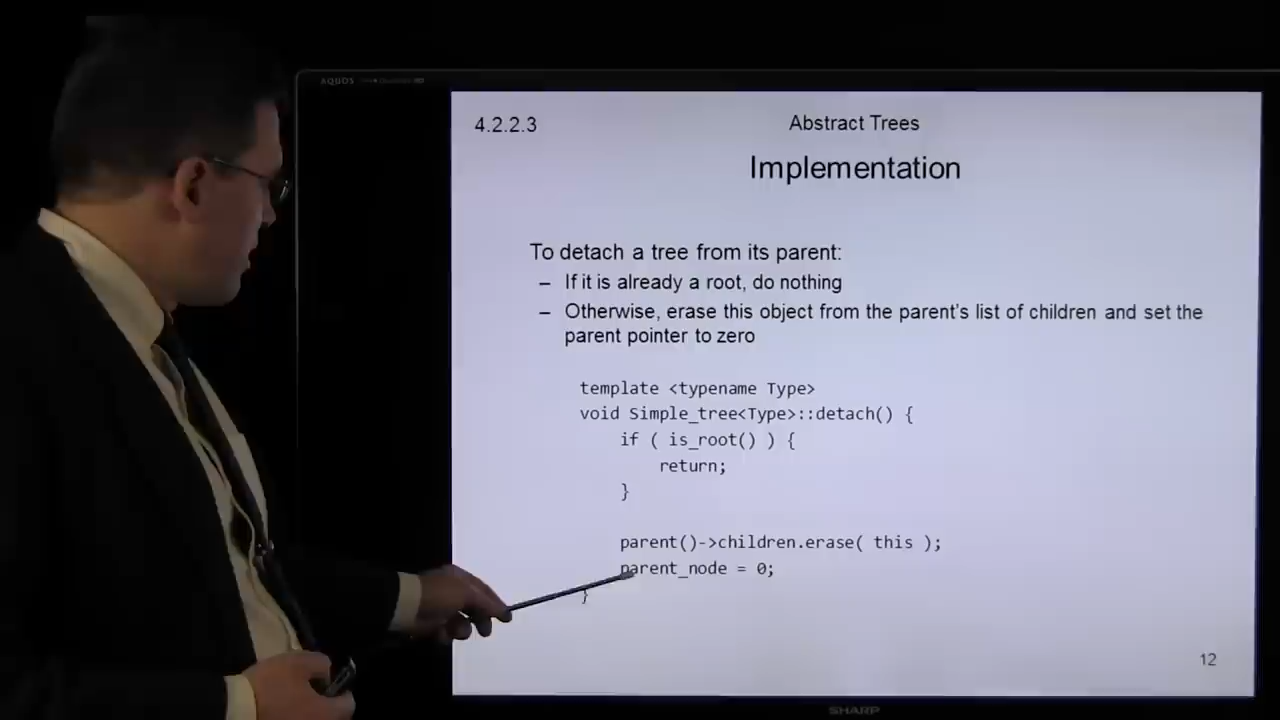 AQUOS
4.2.2.3
Abstract Trees
Implementation
To detach a tree from its parent:
– If it is already a root, do nothing
– Otherwise, erase this object from the parent's list of children and set the
parent pointer to zero
template <typename Type>
void Simple_tree<Type>::detach() {
if ( is_root() ) {
return;
}
parent()->children.erase( this );
parent_node = 0;
}
12
SHARP